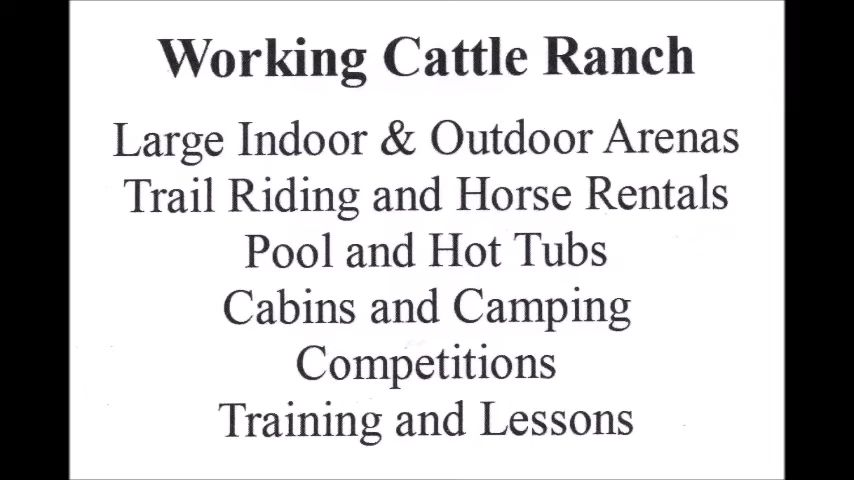 Working Cattle Ranch
Large Indoor & Outdoor Arenas
Trail Riding and Horse Rentals
Pool and Hot Tubs
Cabins and Camping
Competitions
Training and Lessons